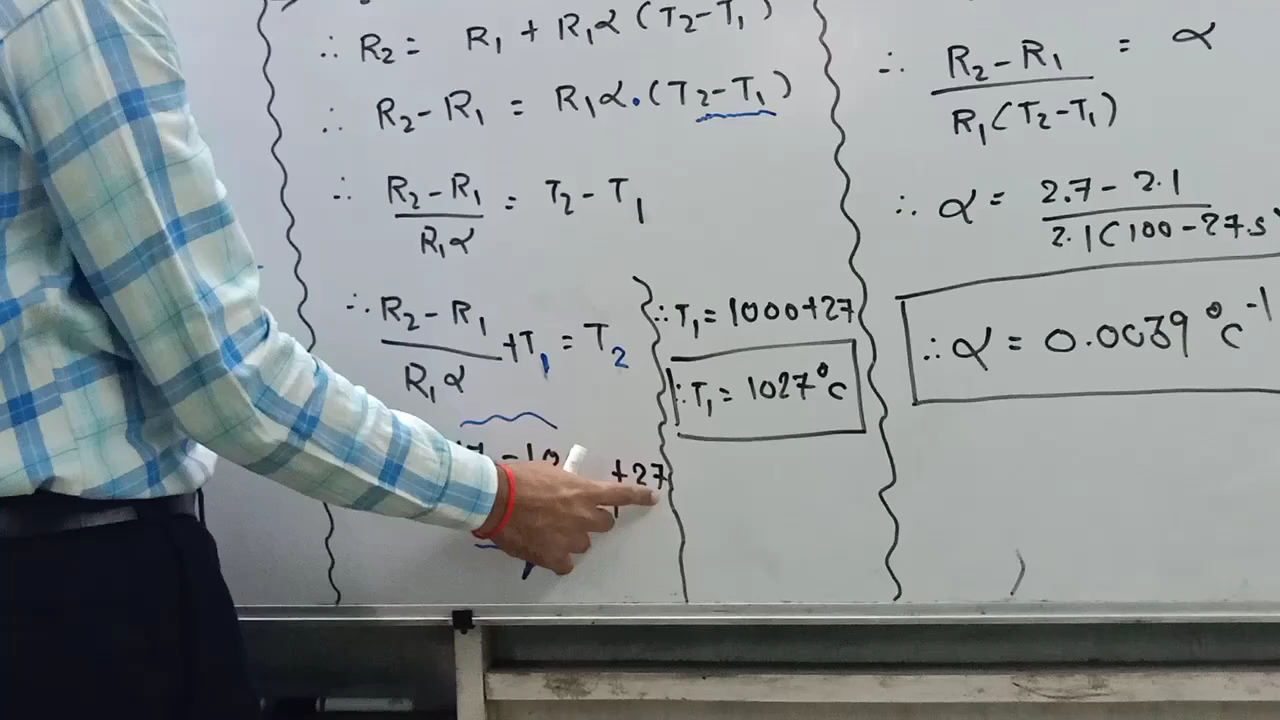 ∴ R₂ = R₁ + R₁α (T₂-T₁)
∴ R₂-R₁ = R₁α.(T₂-T₁)
∴ R₂-R₁ = T₂-T₁
R₁α
∴ R₂-R₁ +T₁ = T₂
R₁α
+27
∴ T₁ = 1000+27
∴ T₁ = 1027°c
∴ R₂-R₁ = α
R₁(T₂-T₁)
∴ α = 2.7-2.1
2.1(100-27.5
∴ α = 0.0039 °c⁻¹